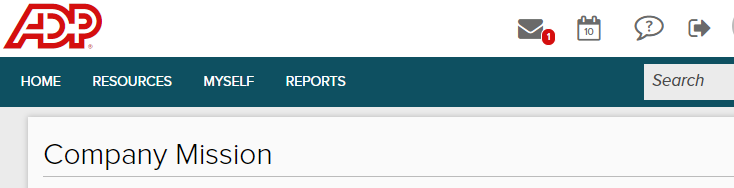 ADP®
1
10
?
HOME RESOURCES MYSELF REPORTS
Search
Company Mission